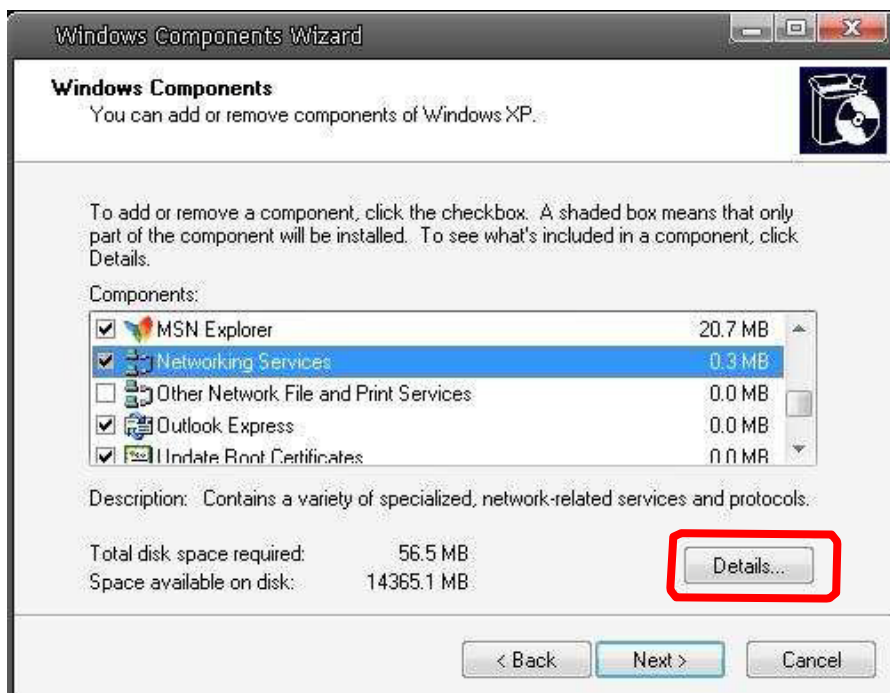 Windows Components Wizard
Windows Components
You can add or remove components of Windows XP.
To add or remove a component, click the checkbox. A shaded box means that only
part of the component will be installed. To see what's included in a component, click
Details.
Components:
MSN Explorer 20.7 MB
Networking Services 0.3 MB
Other Network File and Print Services 0.0 MB
Outlook Express 0.0 MB
Update Root Certificates 0.0 MB
Description: Contains a variety of specialized, network-related services and protocols.
Total disk space required: 56.5 MB
Space available on disk: 14365.1 MB
Details...
< Back Next > Cancel